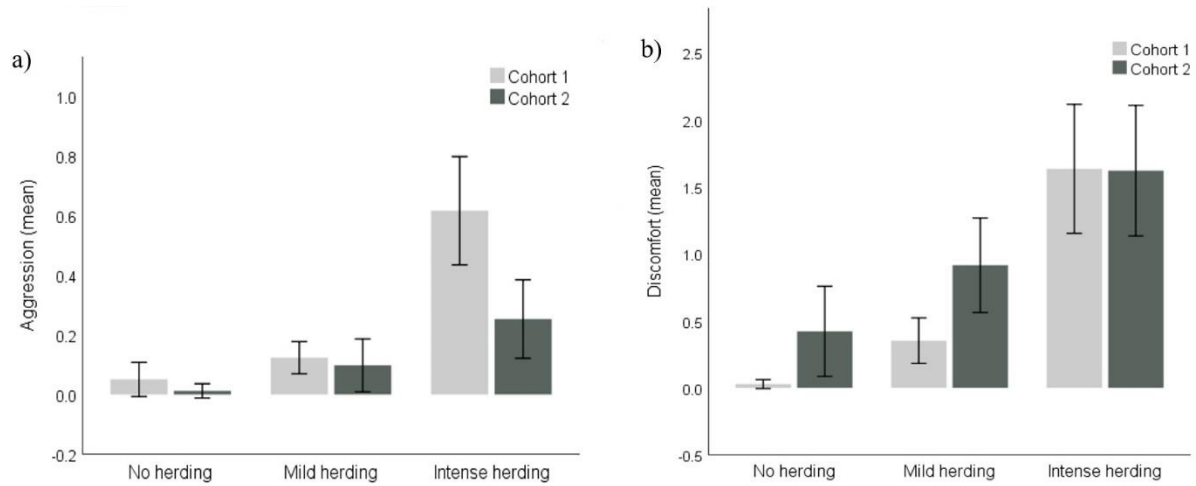 a)
Cohort 1
Cohort 2
Aggression (mean)
1.0
0.8
0.6
0.4
0.2
0.0
-0.2
No herding
Mild herding
Intense herding
b)
Cohort 1
Cohort 2
Discomfort (mean)
2.5
2.0
1.5
1.0
0.5
0.0
-0.5
No herding
Mild herding
Intense herding